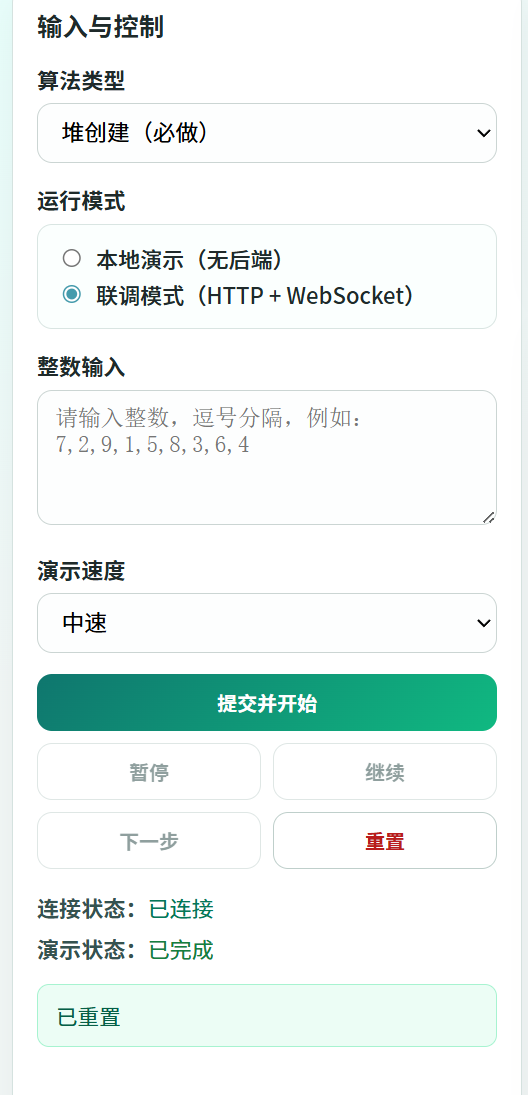 输入与控制
算法类型
堆创建（必做）
运行模式
本地演示（无后端）
联调模式（HTTP + WebSocket）
整数输入
请输入整数，逗号分隔，例如：
7,2,9,1,5,8,3,6,4
演示速度
中速
提交并开始
暂停 继续
下一步 重置
连接状态：已连接
演示状态：已完成
已重置